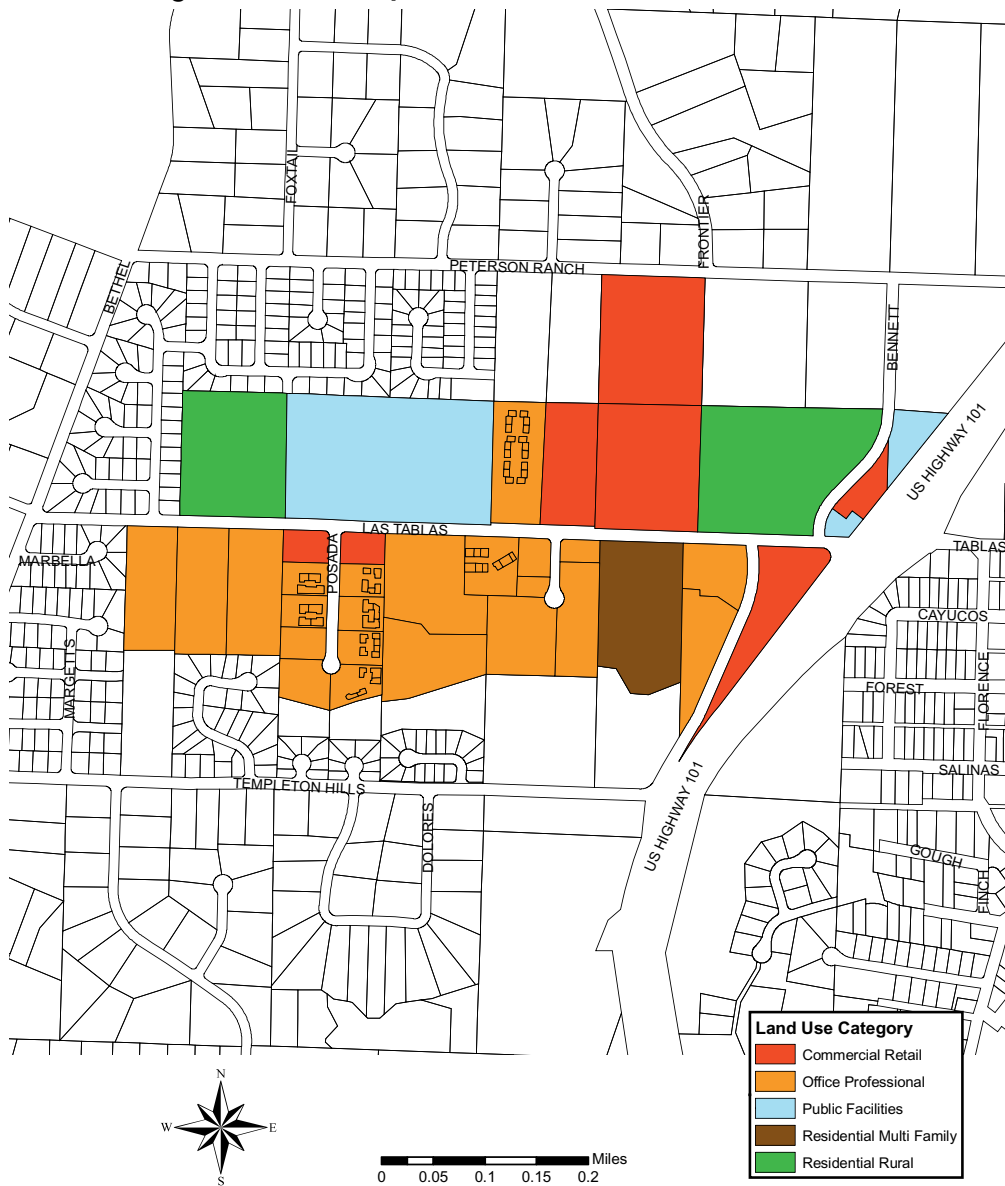 FOXTAIL
FRONTIER
BETHEL
PETERSON RANCH
BENNETT
US HIGHWAY 101
LAS TABLAS
POSADA
TABLAS
MARBELLA
CAYUCOS
MARGETTS
FOREST
FLORENCE
SALINAS
TEMPLETON HILLS
US HIGHWAY 101
DOLORES
GOUGH
FINCH
Land Use Category
Commercial Retail
Office Professional
Public Facilities
Residential Multi Family
Residential Rural
N
W E
S
Miles
0 0.05 0.1 0.15 0.2